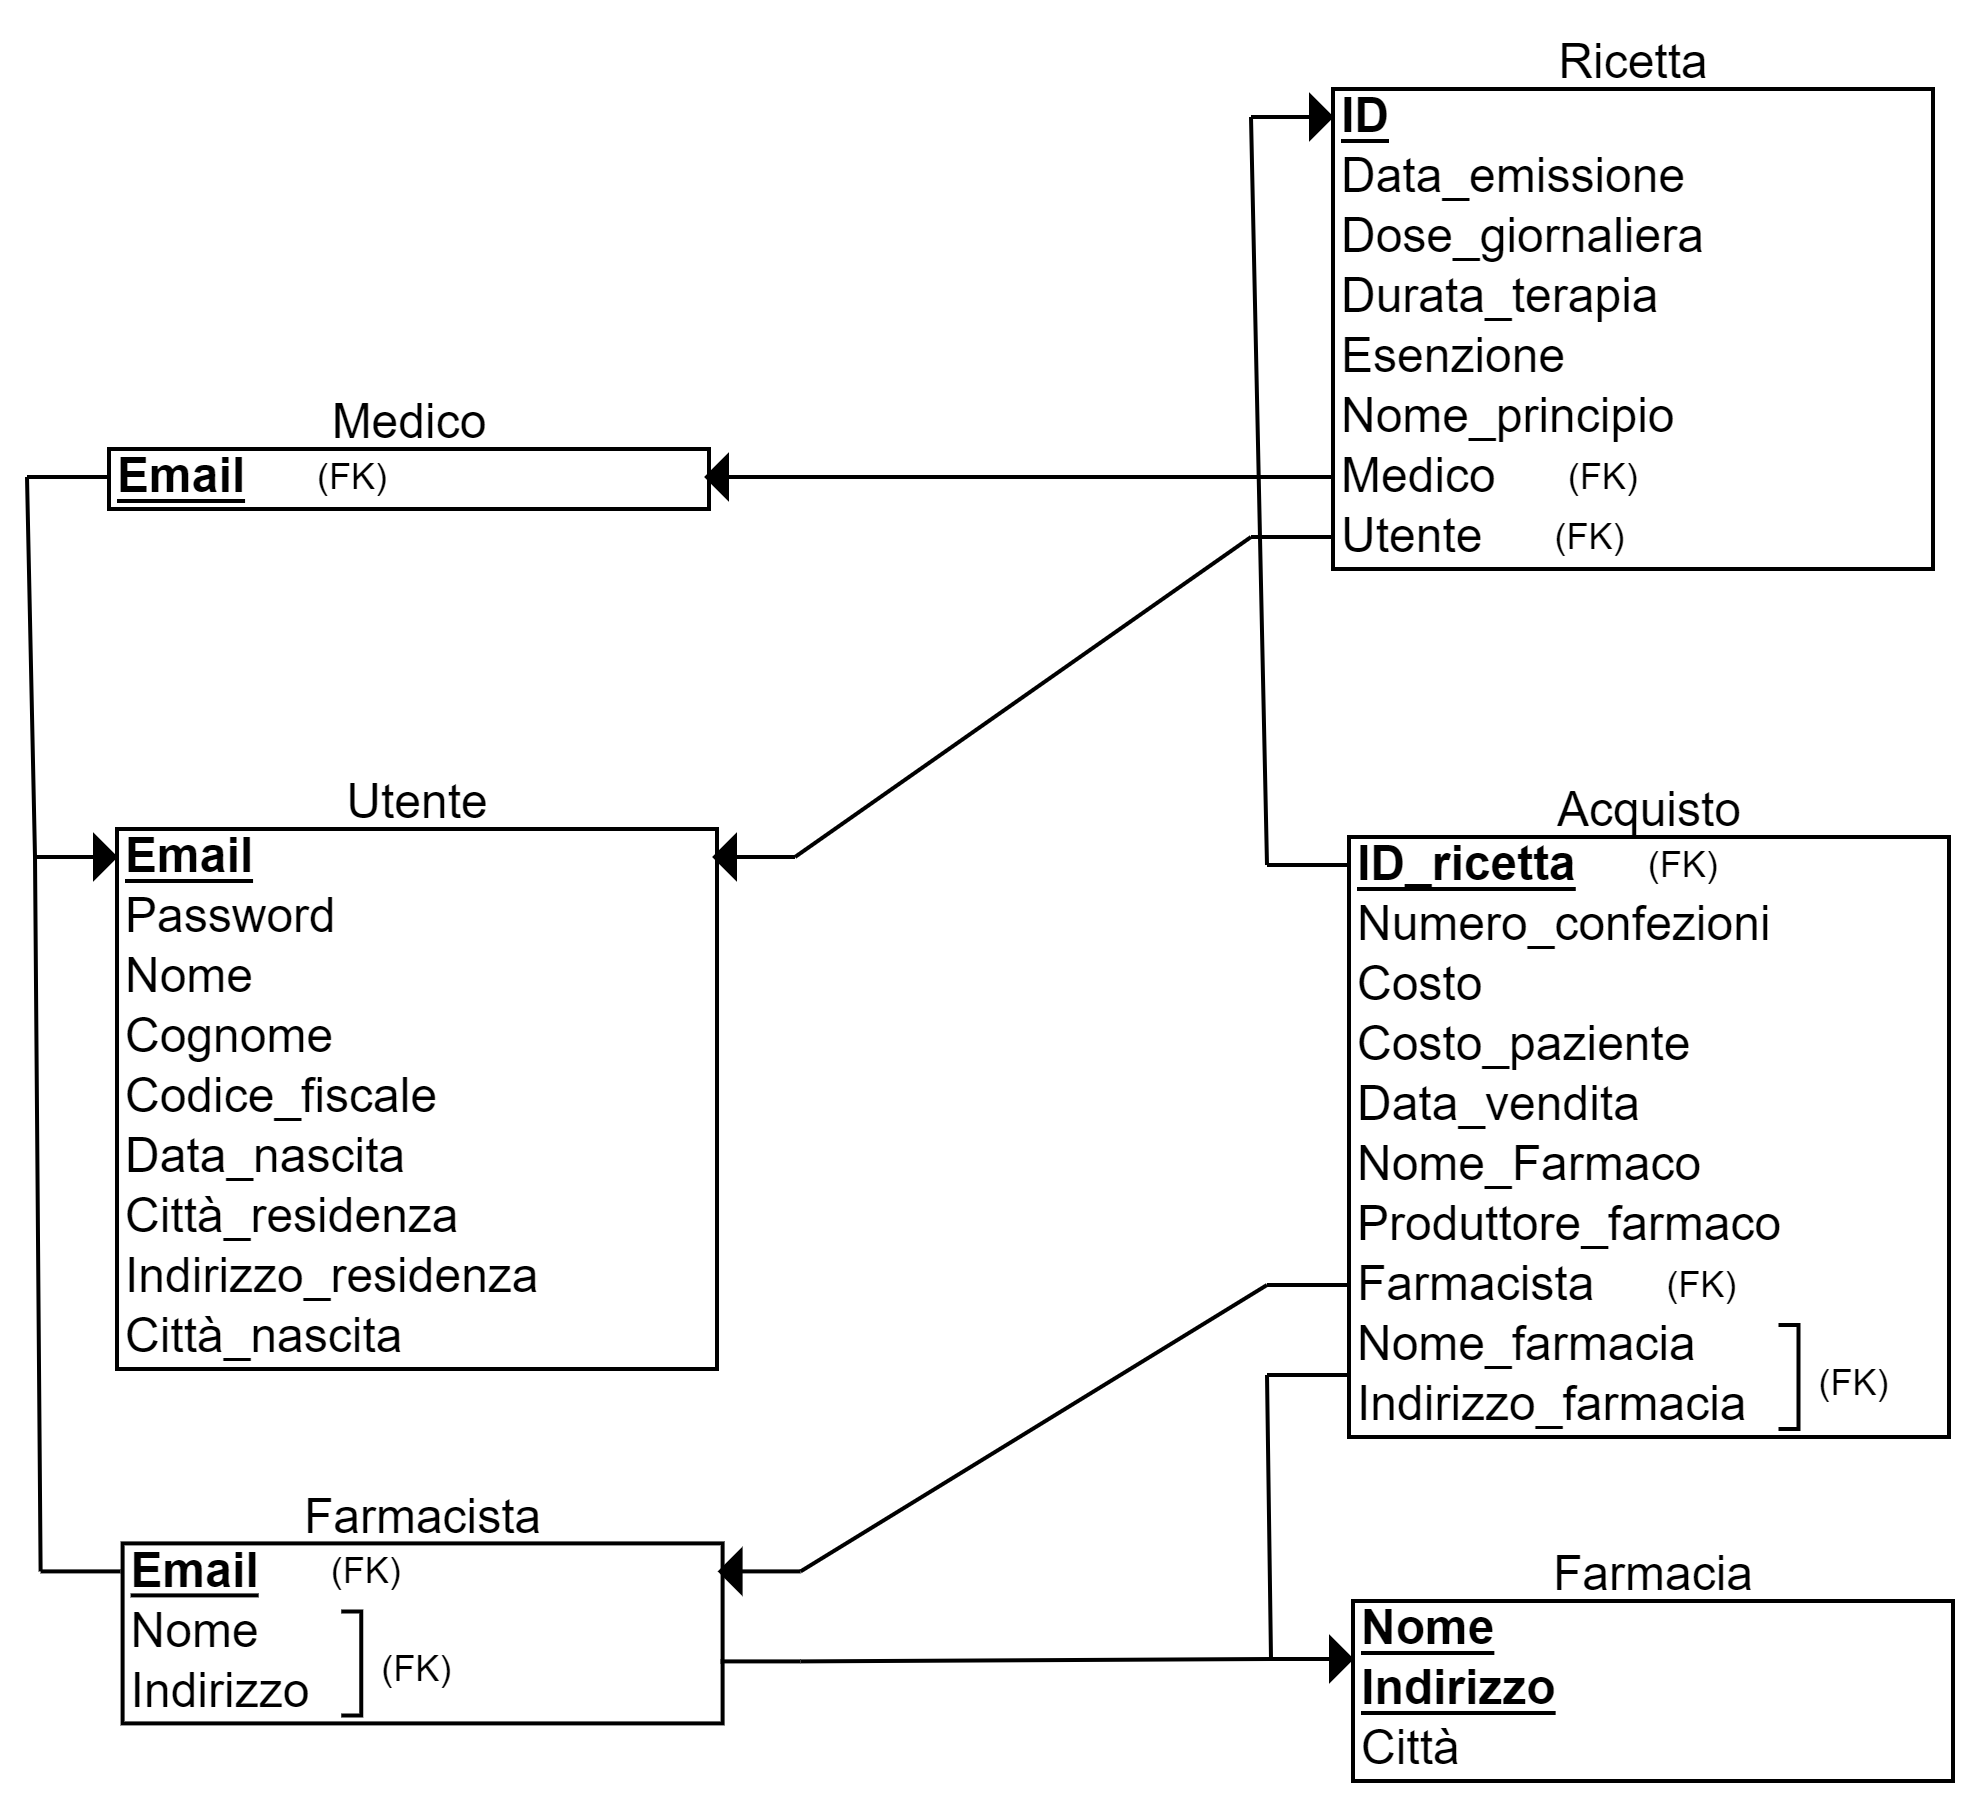 Ricetta
ID
Data_emissione
Dose_giornaliera
Durata_terapia
Esenzione
Nome_principio
Medico (FK)
Utente (FK)
Medico
Email (FK)
Utente
Email
Password
Nome
Cognome
Codice_fiscale
Data_nascita
Città_residenza
Indirizzo_residenza
Città_nascita
Acquisto
ID_ricetta (FK)
Numero_confezioni
Costo
Costo_paziente
Data_vendita
Nome_Farmaco
Produttore_farmaco
Farmacista (FK)
Nome_farmacia
Indirizzo_farmacia
(FK)
Farmacista
Email (FK)
Nome
Indirizzo
(FK)
Farmacia
Nome
Indirizzo
Città